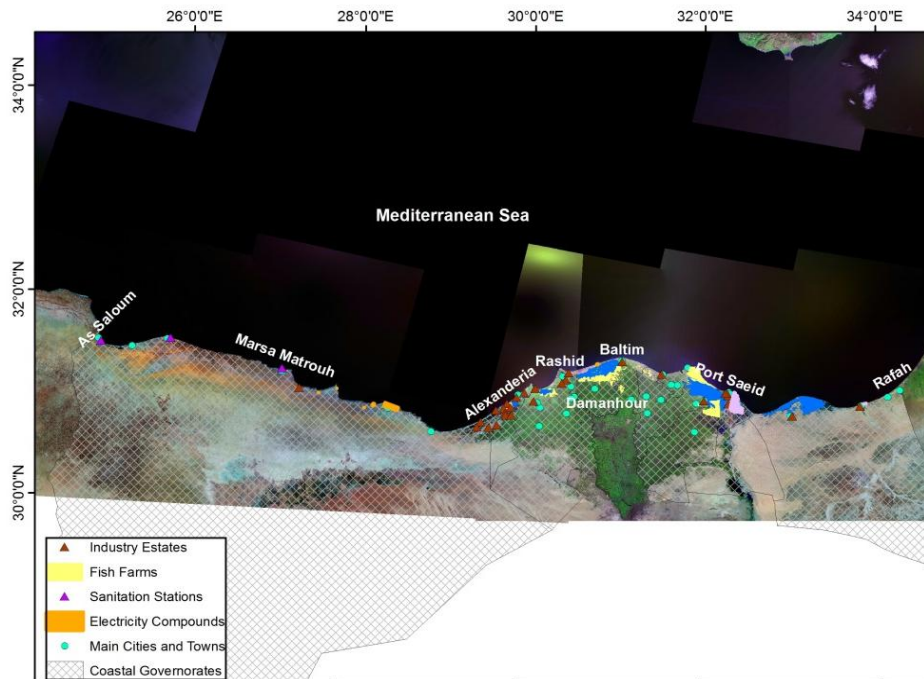 26°0'0"E
28°0'0"E
30°0'0"E
32°0'0"E
34°0'0"E
34°0'0"N
32°0'0"N
30°0'0"N
Mediterranean Sea
As Saloum
Marsa Matrouh
Alexanderia
Rashid
Baltim
Damanhour
Port Saeid
Rafah
Industry Estates
Fish Farms
Sanitation Stations
Electricity Compounds
Main Cities and Towns
Coastal Governorates